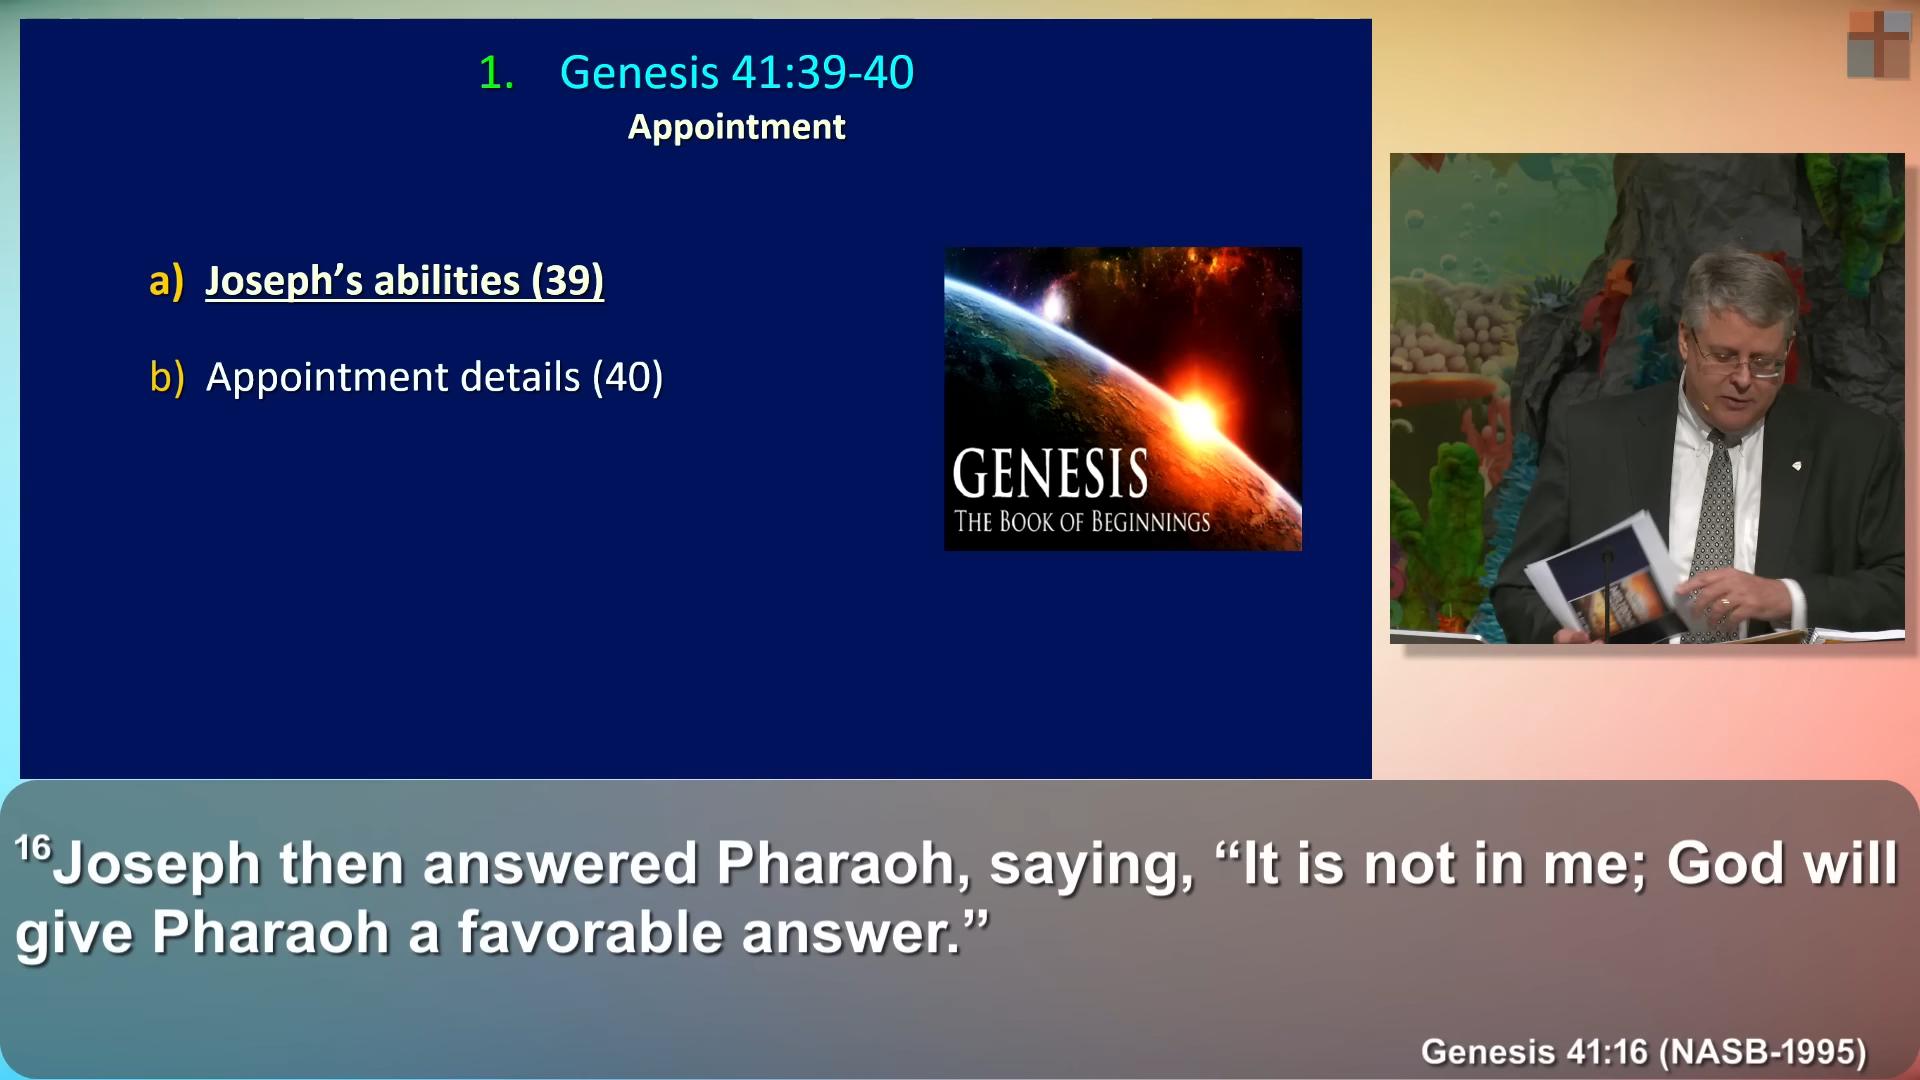 1. Genesis 41:39-40
Appointment
a) Joseph’s abilities (39)
b) Appointment details (40)
GENESIS
THE BOOK OF BEGINNINGS
16Joseph then answered Pharaoh, saying, “It is not in me; God will
give Pharaoh a favorable answer.”
Genesis 41:16 (NASB-1995)